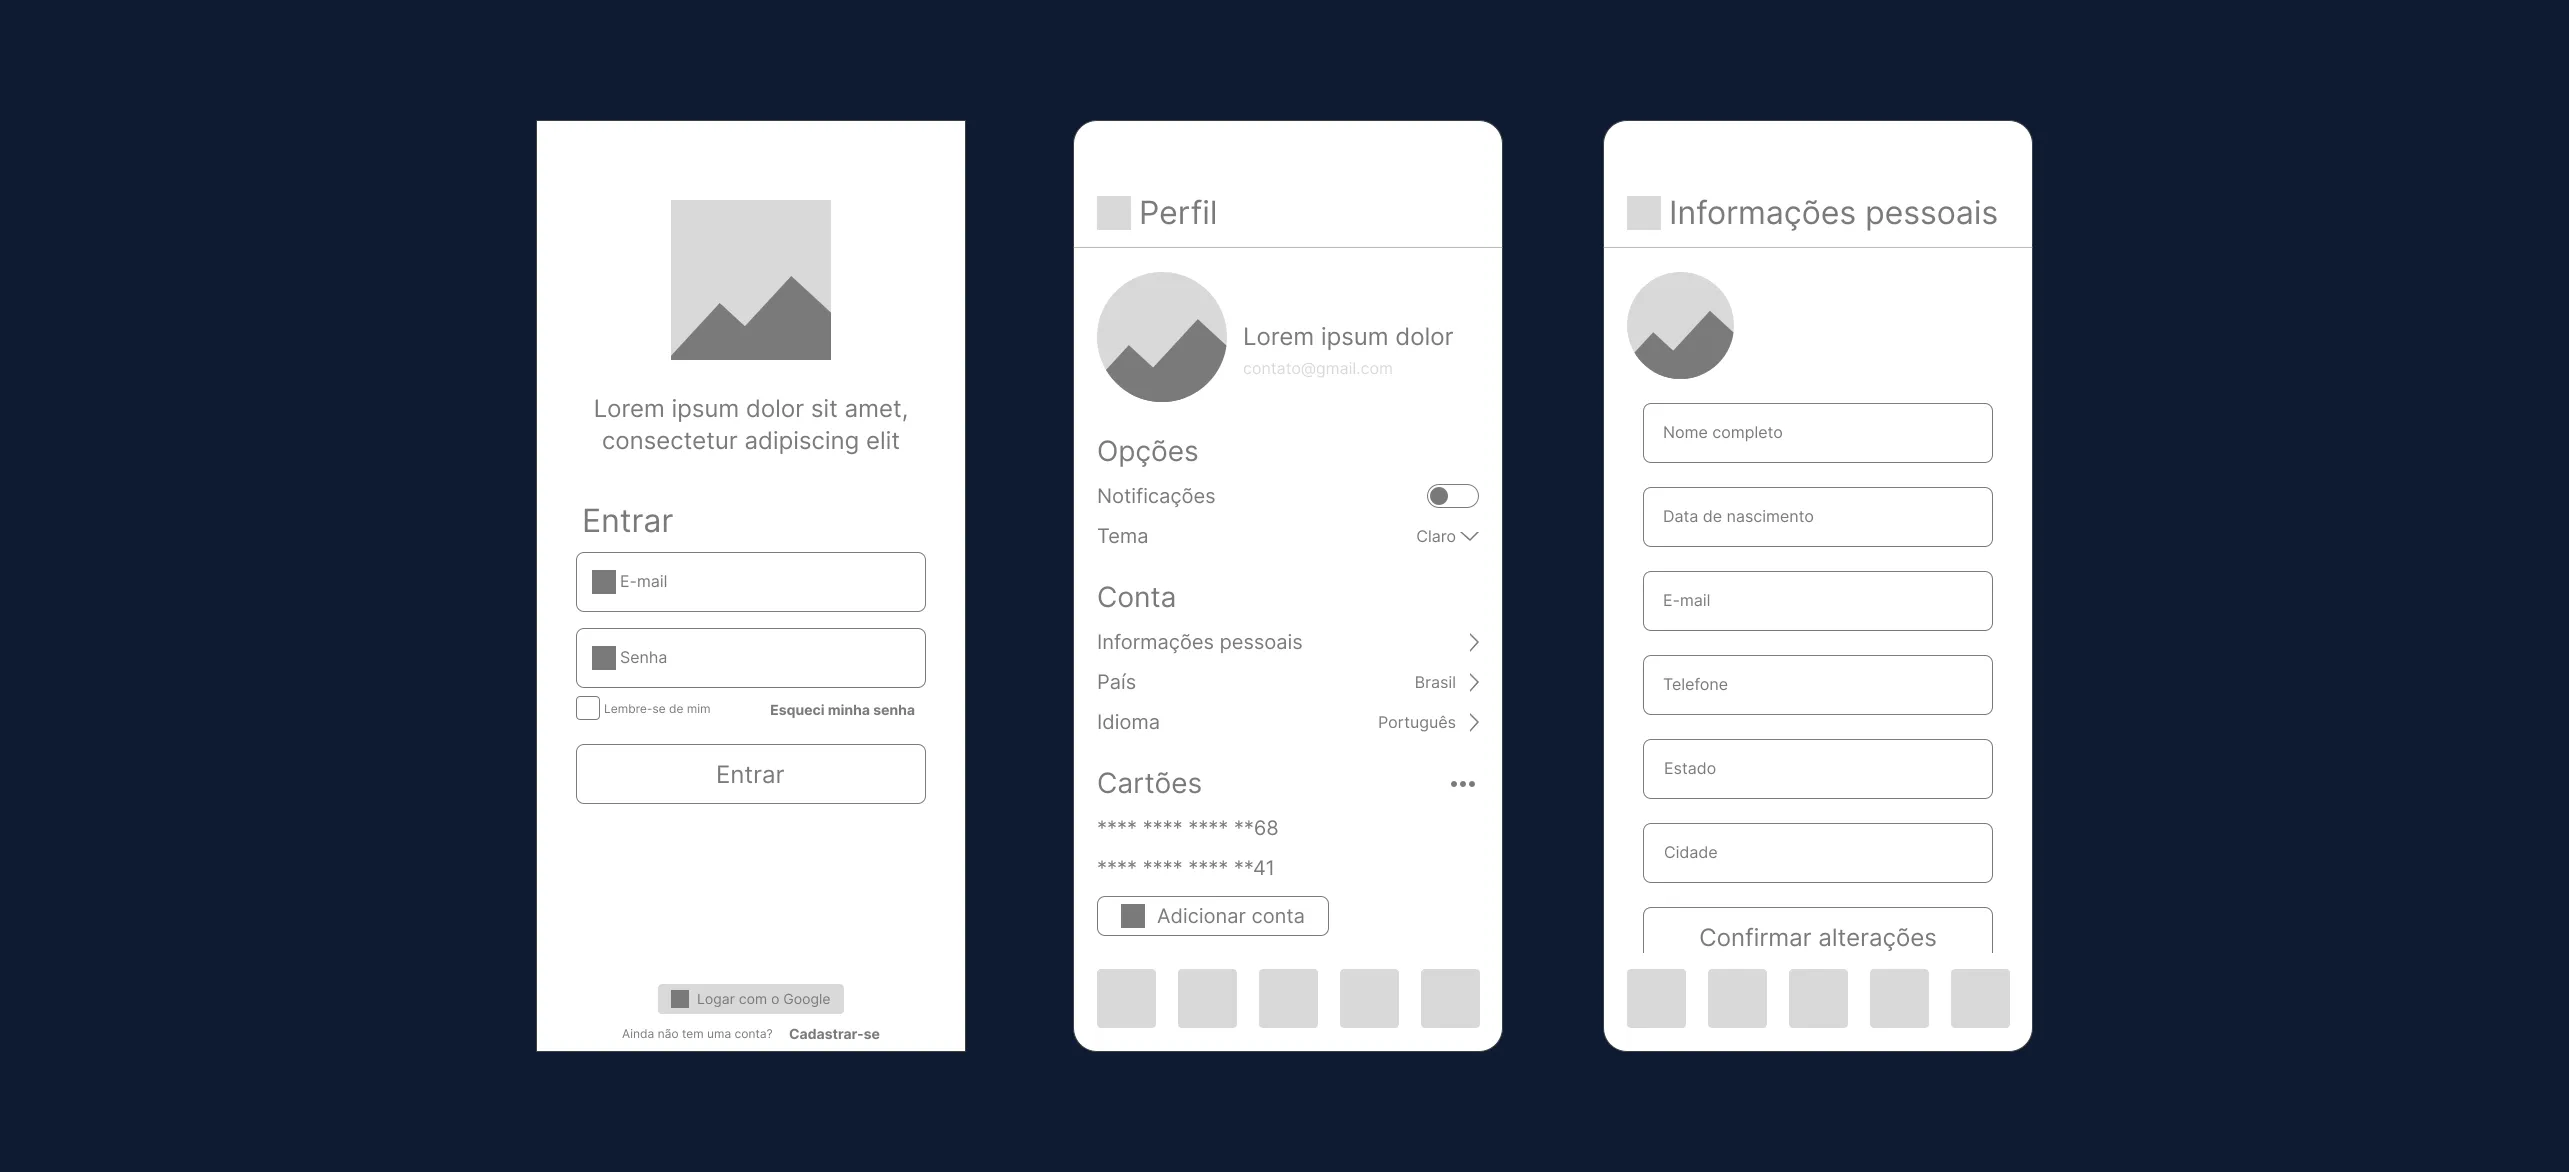 Lorem ipsum dolor sit amet,
consectetur adipiscing elit
Entrar
E-mail
Senha
Lembre-se de mim
Esqueci minha senha
Entrar
Logar com o Google
Ainda não tem uma conta? Cadastrar-se
Perfil
Lorem ipsum dolor
contato@gmail.com
Opções
Notificações
Tema
Claro
Conta
Informações pessoais
País
Brasil
Idioma
Português
Cartões
**** **** **** **68
**** **** **** **41
Adicionar conta
Informações pessoais
Nome completo
Data de nascimento
E-mail
Telefone
Estado
Cidade
Confirmar alterações